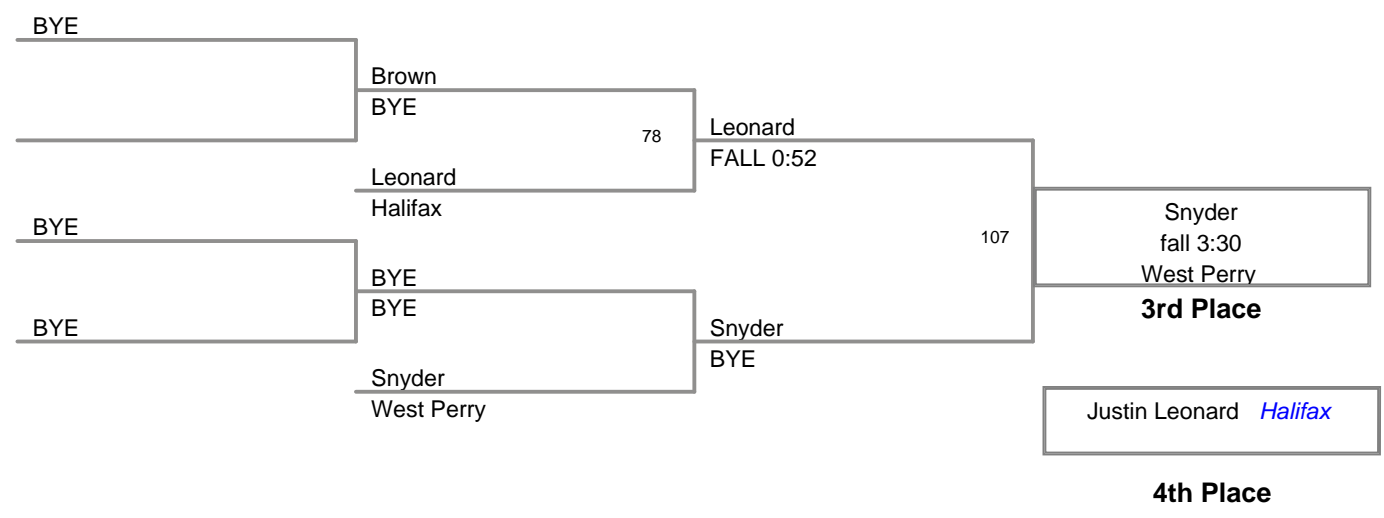 BYE
Brown
BYE
78
Leonard
FALL 0:52
Leonard
Halifax
Snyder
fall 3:30
West Perry
3rd Place
107
BYE
BYE
BYE
BYE
Snyder
BYE
Snyder
West Perry
Justin Leonard Halifax
4th Place